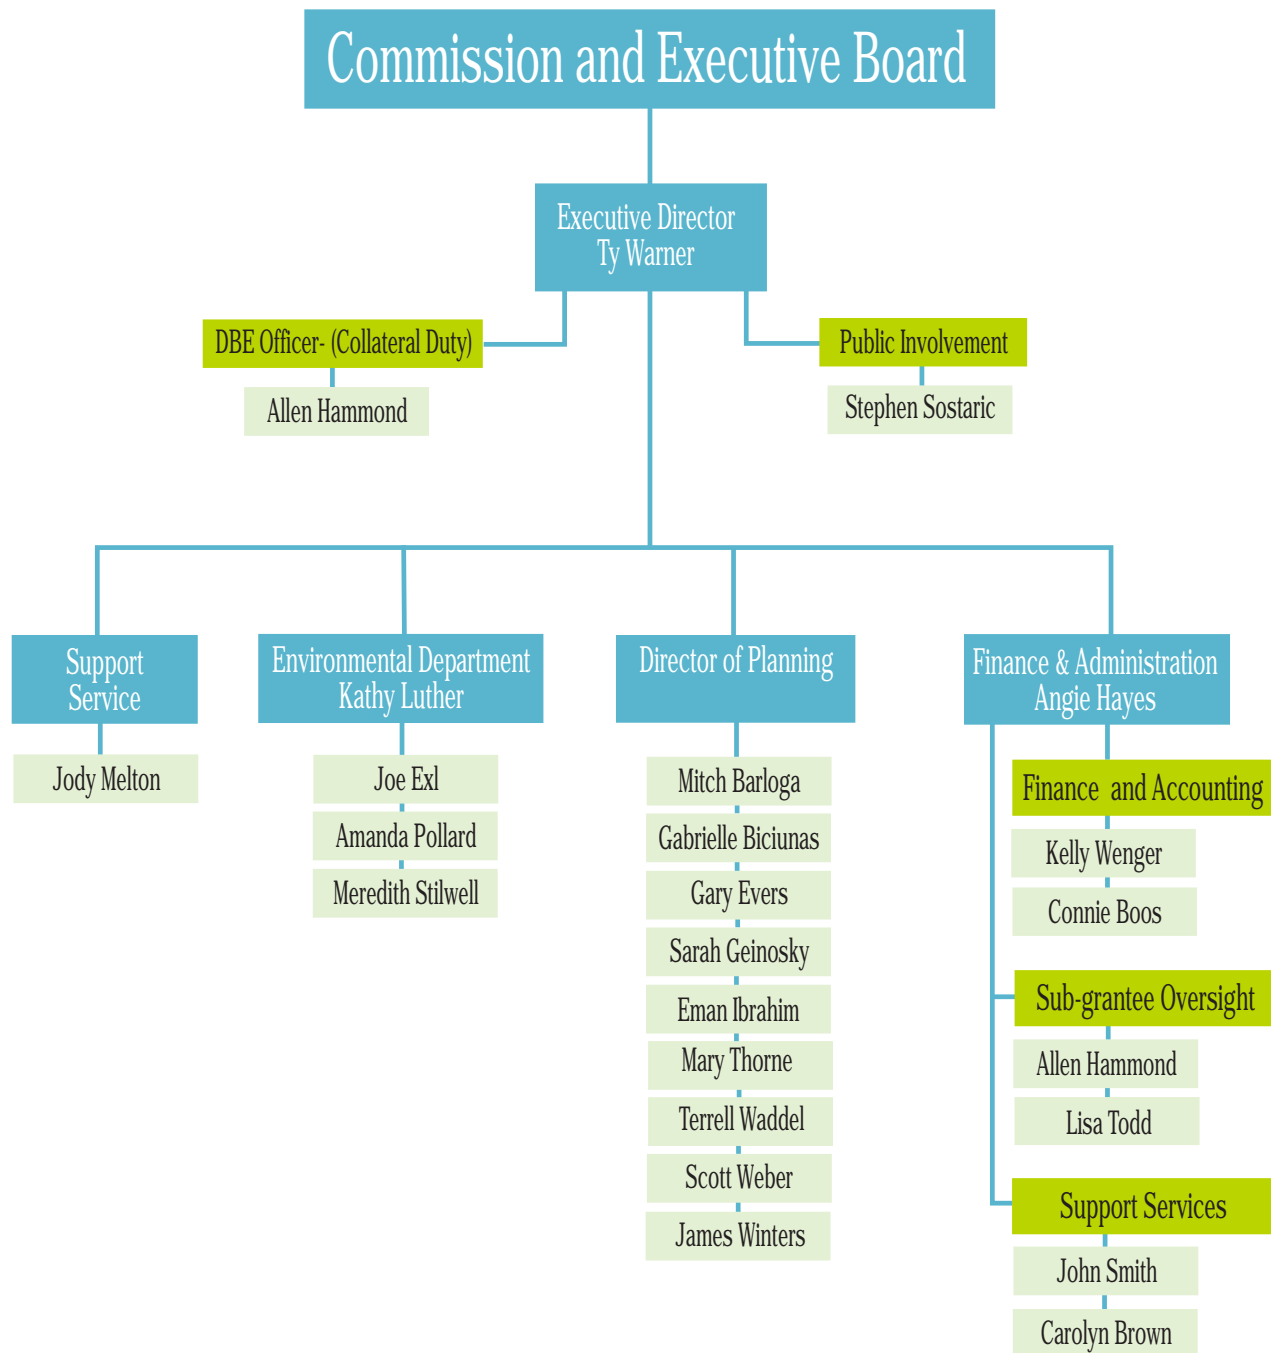 Commission and Executive Board
Executive Director
Ty Warner
DBE Officer- (Collateral Duty)
Allen Hammond
Public Involvement
Stephen Sostaric
Support
Service
Jody Melton
Environmental Department
Kathy Luther
Joe Exl
Amanda Pollard
Meredith Stilwell
Director of Planning
Mitch Barloga
Gabrielle Biciunas
Gary Evers
Sarah Geinosky
Eman Ibrahim
Mary Thorne
Terrell Waddel
Scott Weber
James Winters
Finance & Administration
Angie Hayes
Finance  and Accounting
Kelly Wenger
Connie Boos
Sub-grantee Oversight
Allen Hammond
Lisa Todd
Support Services
John Smith
Carolyn Brown